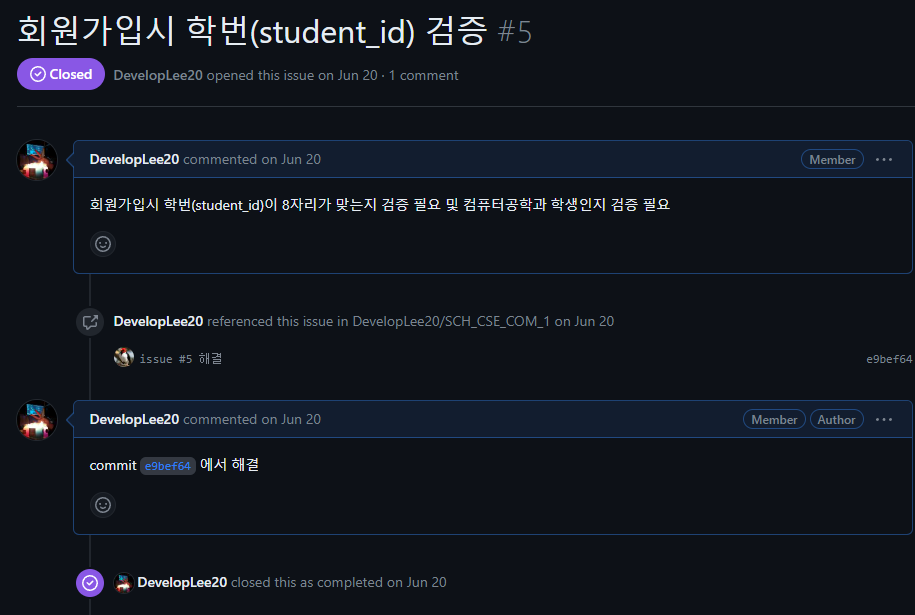 회원가입시 학번(student_id) 검증 #5
Closed DevelopLee20 opened this issue on Jun 20 · 1 comment
DevelopLee20 commented on Jun 20 Member ...
회원가입시 학번(student_id)이 8자리가 맞는지 검증 필요 및 컴퓨터공학과 학생인지 검증 필요
DevelopLee20 referenced this issue in DevelopLee20/SCH_CSE_COM_1 on Jun 20
issue #5 해결 e9bef64
DevelopLee20 commented on Jun 20 Member Author ...
commit e9bef64 에서 해결
DevelopLee20 closed this as completed on Jun 20